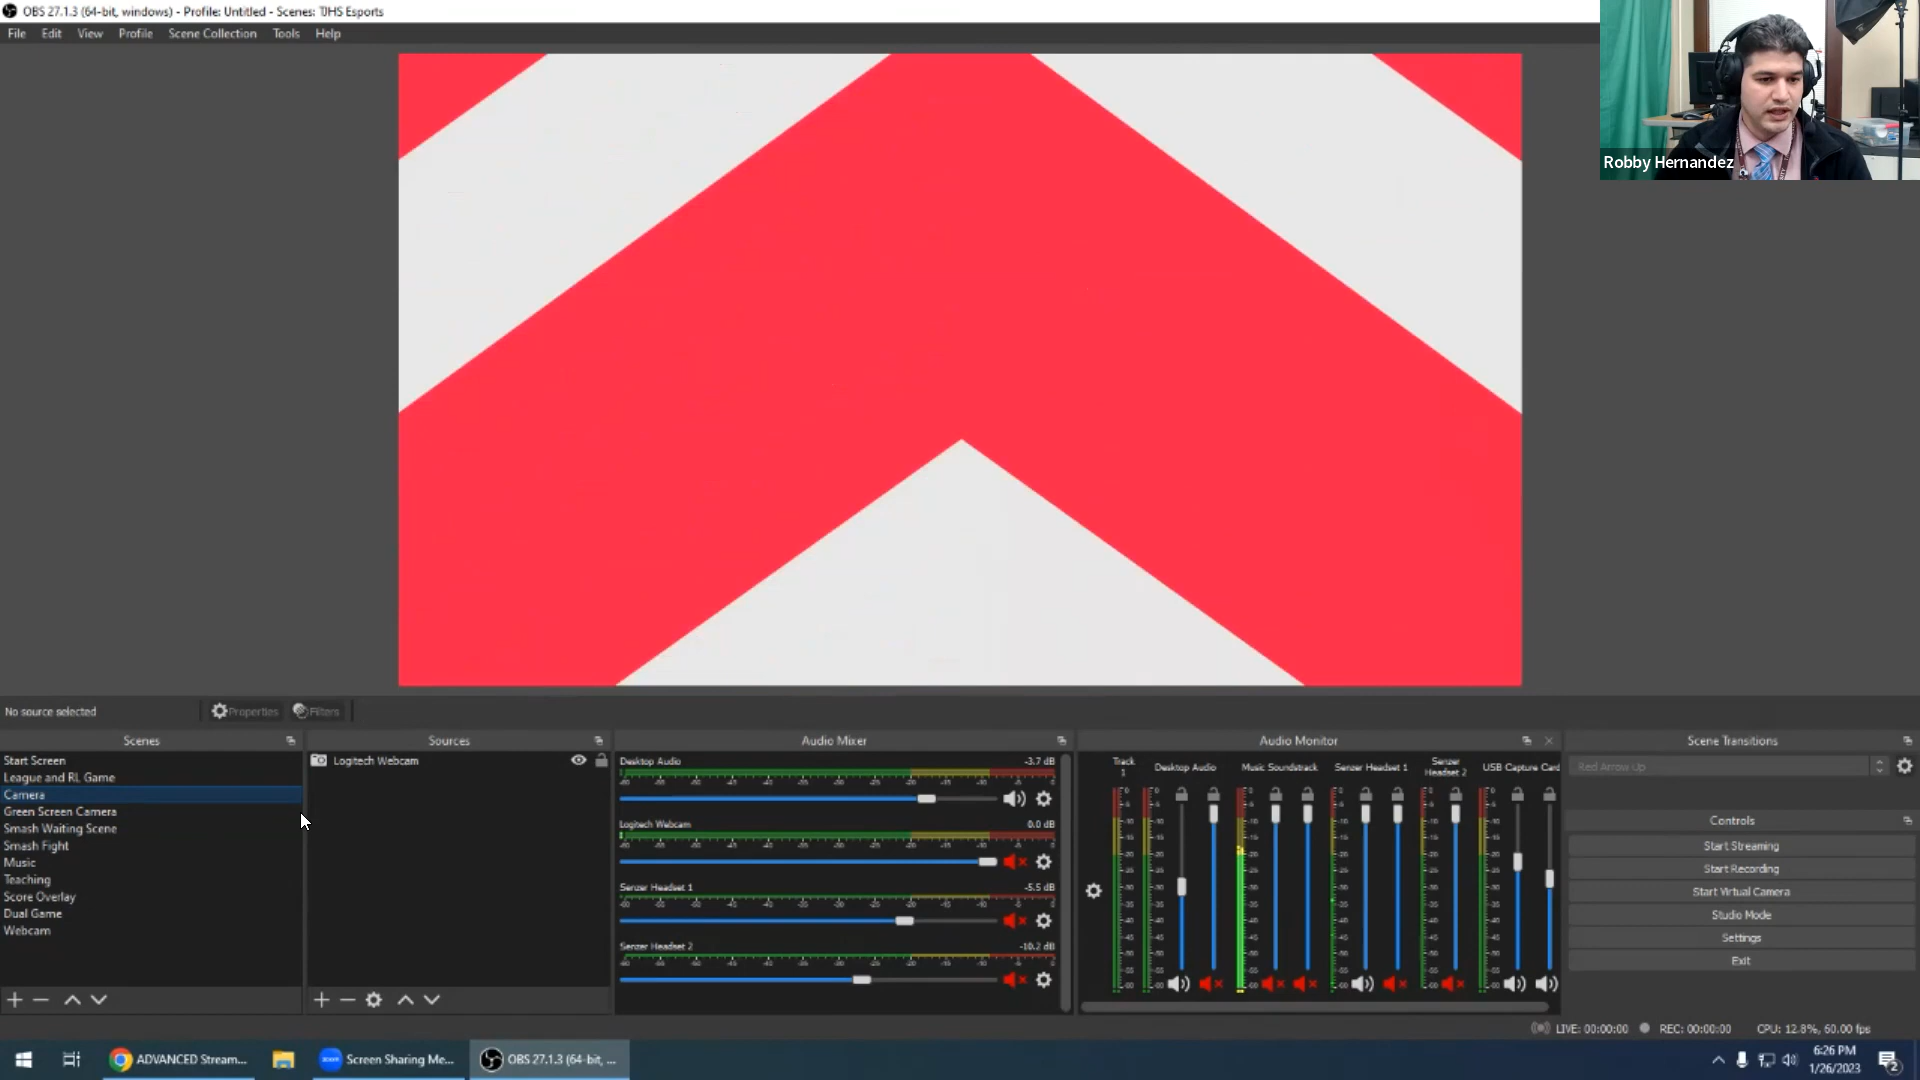 OBS 27.1.3 (64-bit, windows) - Profile: Untitled - Scenes: TJHS Esports
File Edit View Profile Scene Collection Tools Help
Robby Hernandez
No source selected Properties Filters
Scenes Sources Audio Mixer Audio Monitor Scene Transitions
Start Screen
League and RL Game
Camera
Green Screen Camera
Smash Waiting Scene
Smash Fight
Music
Teaching
Score Overlay
Dual Game
Webcam
Logitech Webcam
Desktop Audio -3.7 dB
Logitech Webcam 0.0 dB
Senzer Headset 1 -5.5 dB
Senzer Headset 2 -10.2 dB
Track 1 Desktop Audio Music Soundtrack Senzer Headset 1 Senzer Headset 2 USB Capture Card
Red Arrow Up
Controls
Start Streaming
Start Recording
Start Virtual Camera
Studio Mode
Settings
Exit
LIVE: 00:00:00 REC: 00:00:00 CPU: 12.8%, 60.00 fps
ADVANCED Stream... zoom Screen Sharing Me... OBS 27.1.3 (64-bit, ...
6:26 PM
1/26/2023
2